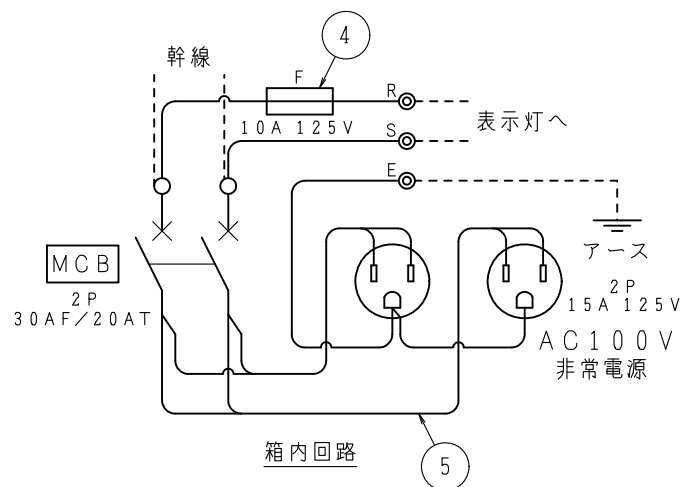 4
幹線
F
R
10A 125V
S
表示灯へ
E
アース
MCB
2P
30AF/20AT
2P
15A 125V
AC100V
非常電源
箱内回路
5